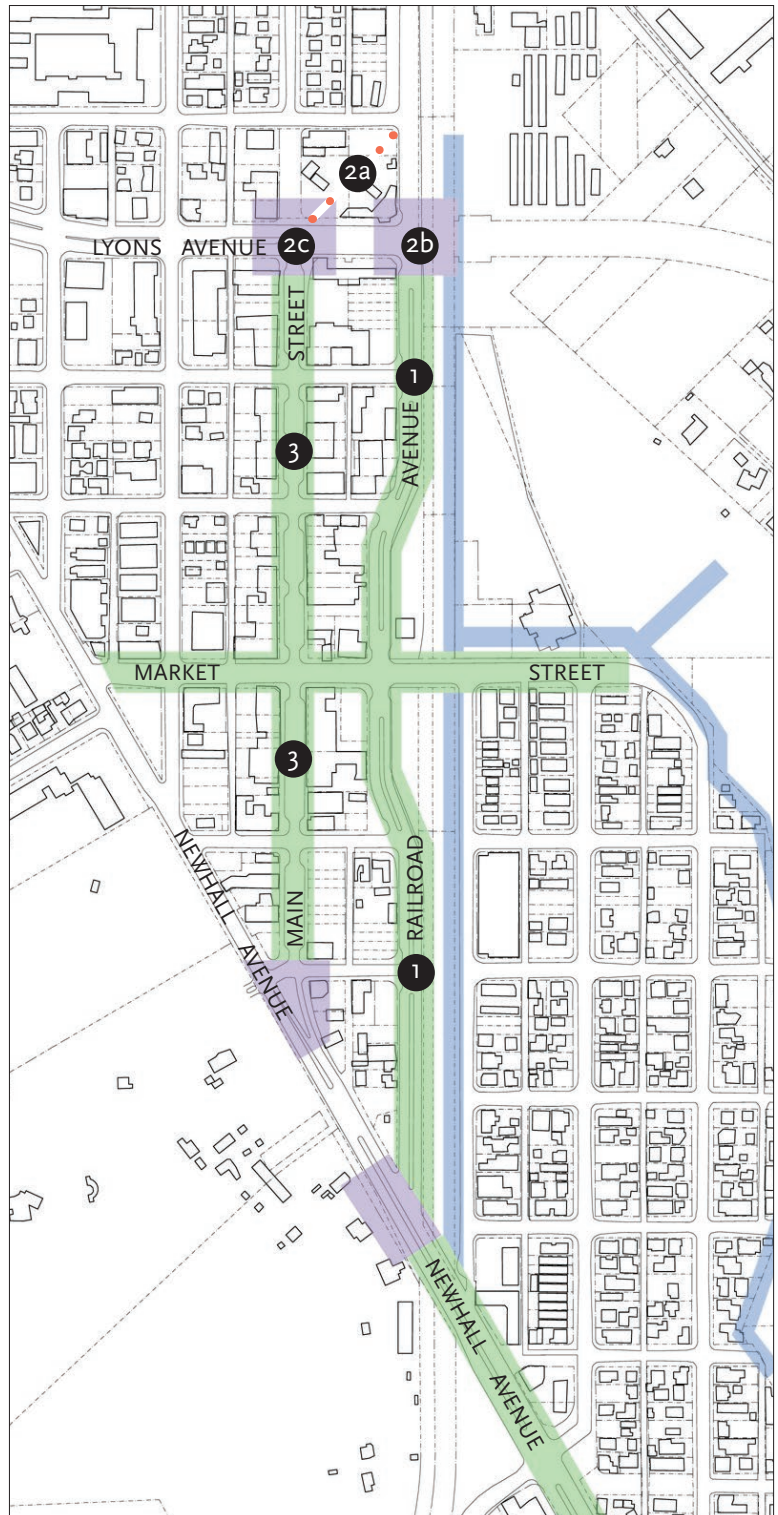 2a
LYONS AVENUE
2c
2b
STREET
1
AVENUE
3
MARKET
STREET
3
NEWHALL
AVENUE
MAIN
RAILROAD
1
NEWHALL
AVENUE